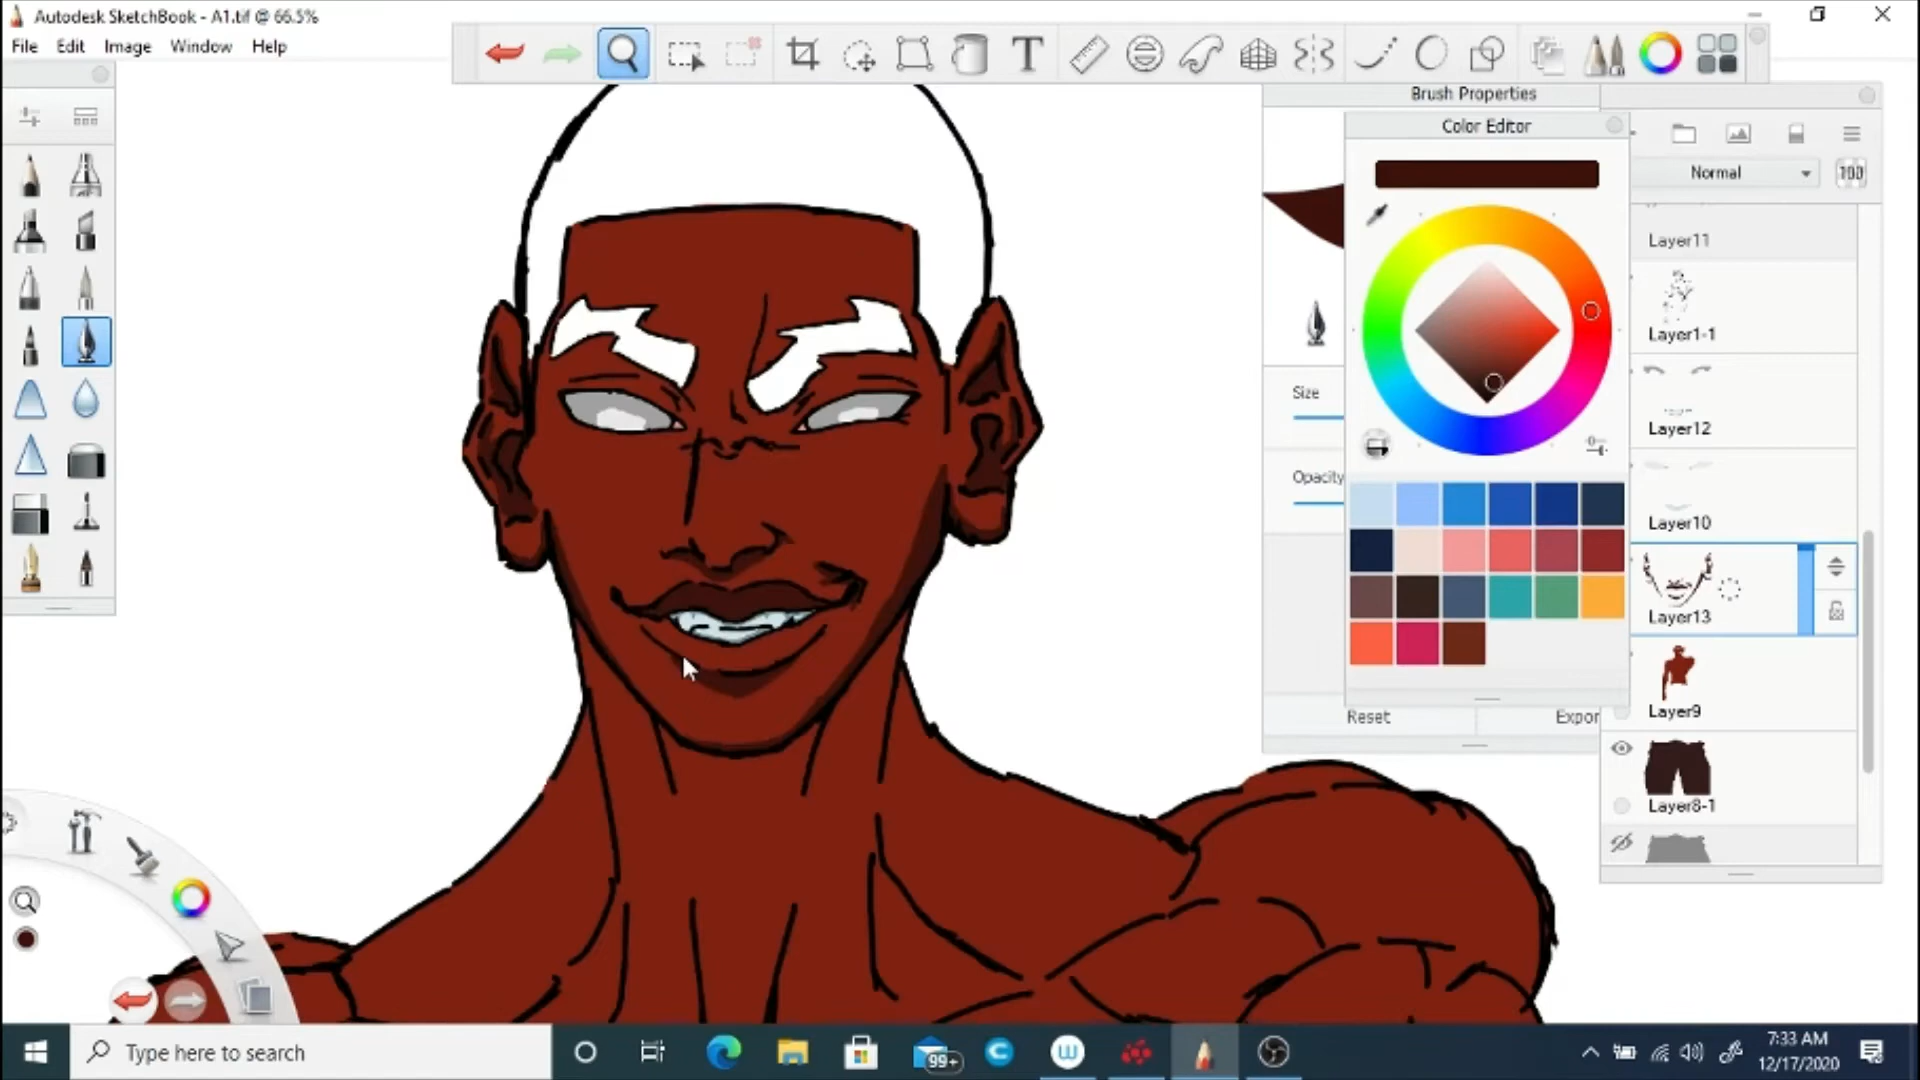 Autodesk SketchBook - A1.tif @ 66.5%
File Edit Image Window Help
T
Brush Properties
Color Editor
Normal 100
Layer11
Layer1-1
Size
Layer12
Opacity
Layer10
Layer13
Layer9
Reset Expor
Layer8-1
Type here to search
99+
7:33 AM
12/17/2020